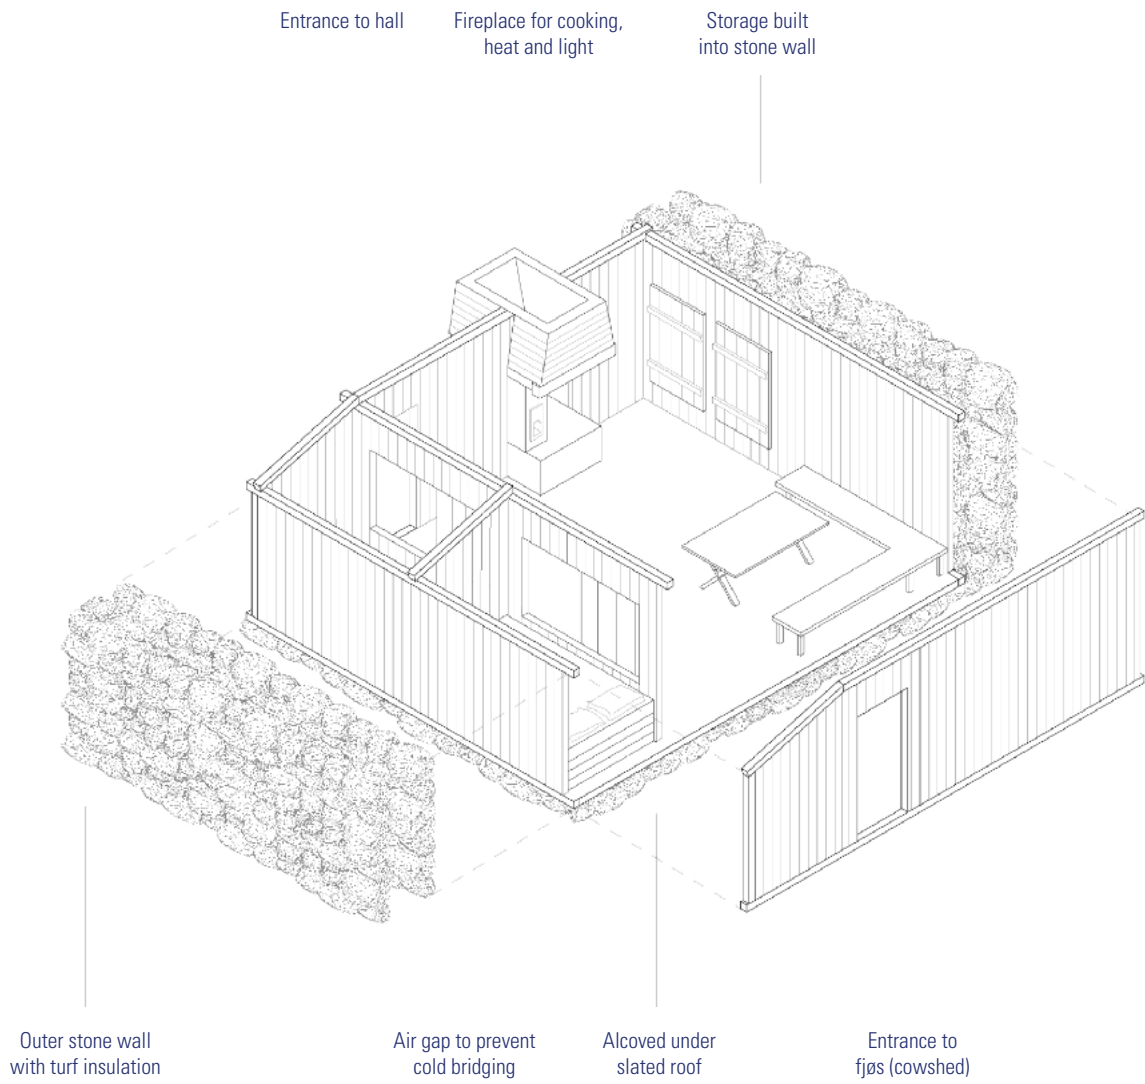 Entrance to hall
Fireplace for cooking,
heat and light
Storage built
into stone wall
Outer stone wall
with turf insulation
Air gap to prevent
cold bridging
Alcoved under
slated roof
Entrance to
fjøs (cowshed)